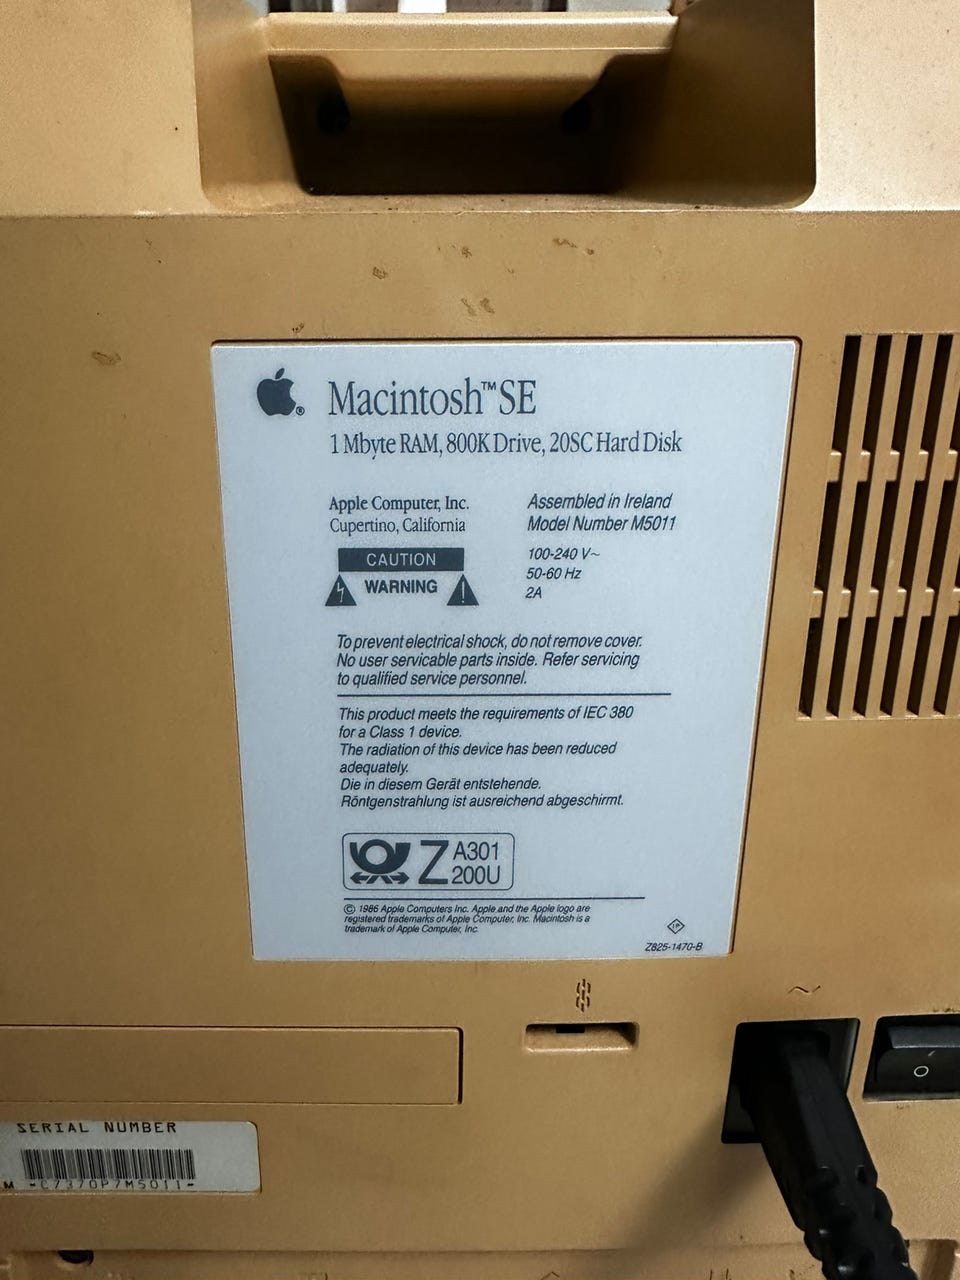 Macintosh™ SE
1 Mbyte RAM, 800K Drive, 20SC Hard Disk
Apple Computer, Inc.
Cupertino, California
Assembled in Ireland
Model Number M5011
CAUTION
WARNING
100-240 V~
50-60 Hz
2A
To prevent electrical shock, do not remove cover.
No user servicable parts inside. Refer servicing
to qualified service personnel.
This product meets the requirements of IEC 380
for a Class 1 device.
The radiation of this device has been reduced
adequately.
Die in diesem Gerät entstehende.
Röntgenstrahlung ist ausreichend abgeschirmt.
Z A301
200U
© 1986 Apple Computers Inc. Apple and the Apple logo are
registered trademarks of Apple Computer, Inc. Macintosh is a
trademark of Apple Computer, Inc.
Z825-1470-B
SERIAL NUMBER
M -C7370P7M5011-